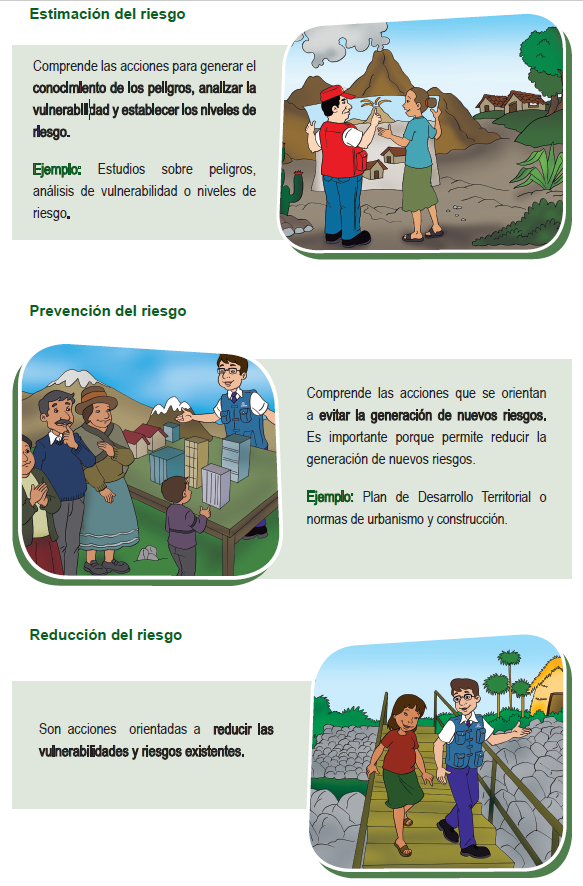 Estimación del riesgo
Comprende las acciones para generar el
conocimiento de los peligros, analizar la
vulnerabilidad y establecer los niveles de
riesgo.
Ejemplo: Estudios sobre peligros,
análisis de vulnerabilidad o niveles de
riesgo.
Prevención del riesgo
Comprende las acciones que se orientan
a evitar la generación de nuevos riesgos.
Es importante porque permite reducir la
generación de nuevos riesgos.
Ejemplo: Plan de Desarrollo Territorial o
normas de urbanismo y construcción.
Reducción del riesgo
Son acciones orientadas a reducir las
vulnerabilidades y riesgos existentes.